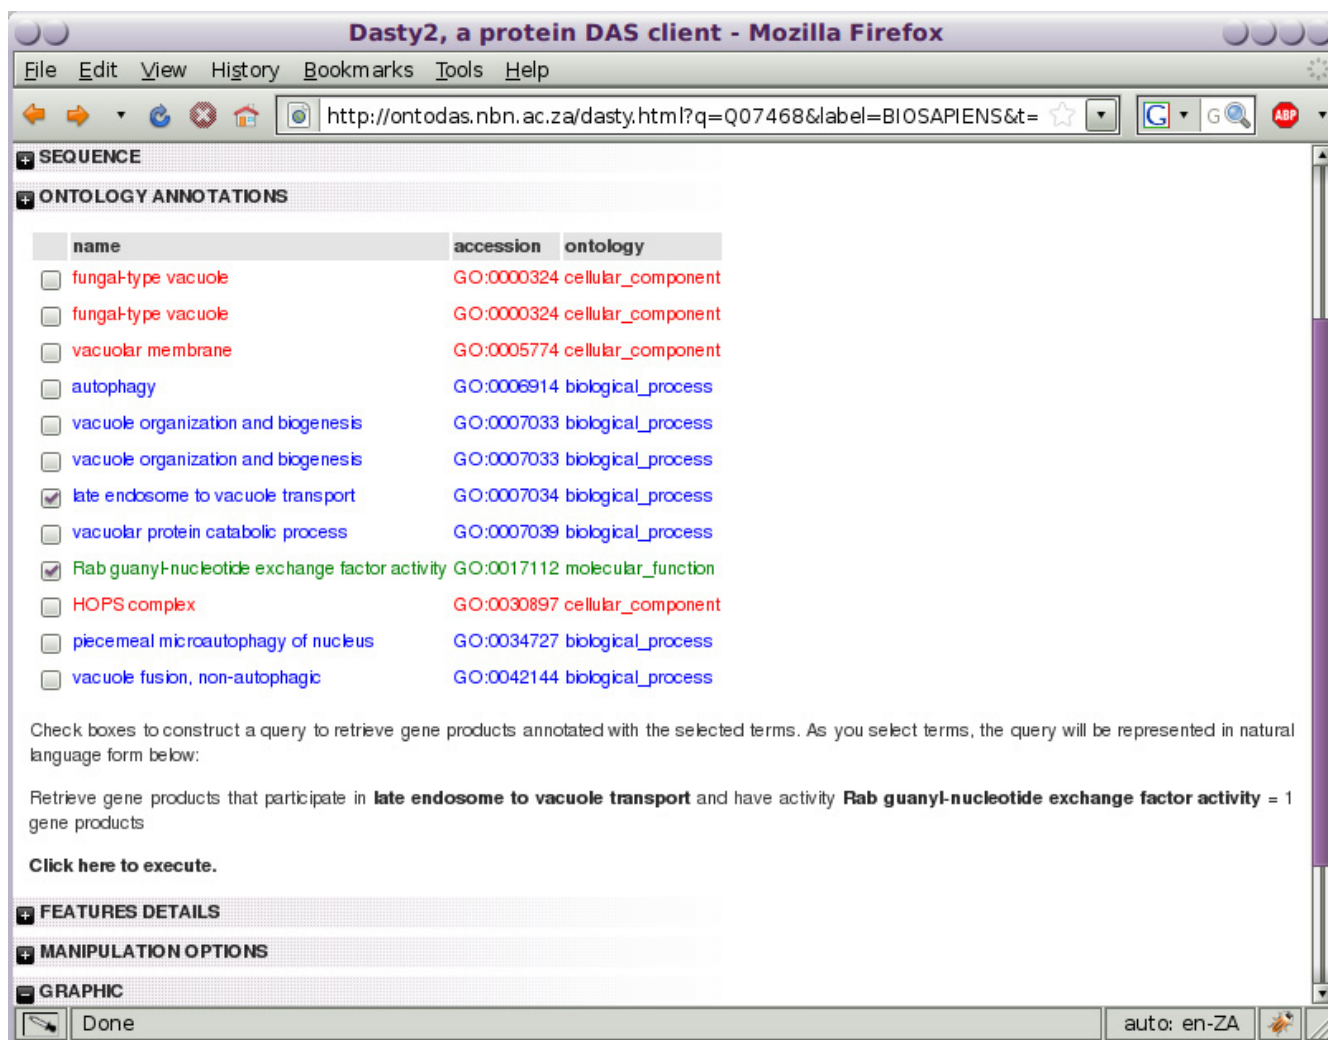 Dasty2, a protein DAS client - Mozilla Firefox
File Edit View History Bookmarks Tools Help
http://ontodas.nbn.ac.za/dasty.html?q=Q07468&label=BIOSAPIENS&t= G G ABP
SEQUENCE
ONTOLOGY ANNOTATIONS
name accession ontology
fungal-type vacuole GO:0000324 cellular_component
fungal-type vacuole GO:0000324 cellular_component
vacuolar membrane GO:0005774 cellular_component
autophagy GO:0006914 biological_process
vacuole organization and biogenesis GO:0007033 biological_process
vacuole organization and biogenesis GO:0007033 biological_process
late endosome to vacuole transport GO:0007034 biological_process
vacuolar protein catabolic process GO:0007039 biological_process
Rab guanyl-nucleotide exchange factor activity GO:0017112 molecular_function
HOPS complex GO:0030897 cellular_component
piecemeal microautophagy of nucleus GO:0034727 biological_process
vacuole fusion, non-autophagic GO:0042144 biological_process
Check boxes to construct a query to retrieve gene products annotated with the selected terms. As you select terms, the query will be represented in natural
language form below:
Retrieve gene products that participate in late endosome to vacuole transport and have activity Rab guanyl-nucleotide exchange factor activity = 1
gene products
Click here to execute.
FEATURES DETAILS
MANIPULATION OPTIONS
GRAPHIC
Done auto: en-ZA